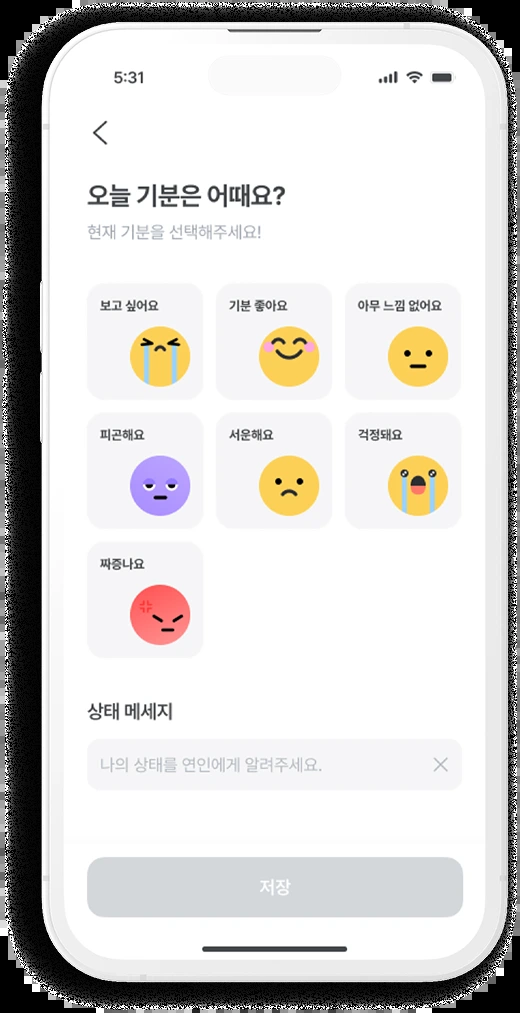 5:31
오늘 기분은 어때요?
현재 기분을 선택해주세요!
보고 싶어요
기분 좋아요
아무 느낌 없어요
피곤해요
서운해요
걱정돼요
짜증나요
상태 메세지
나의 상태를 연인에게 알려주세요.
저장